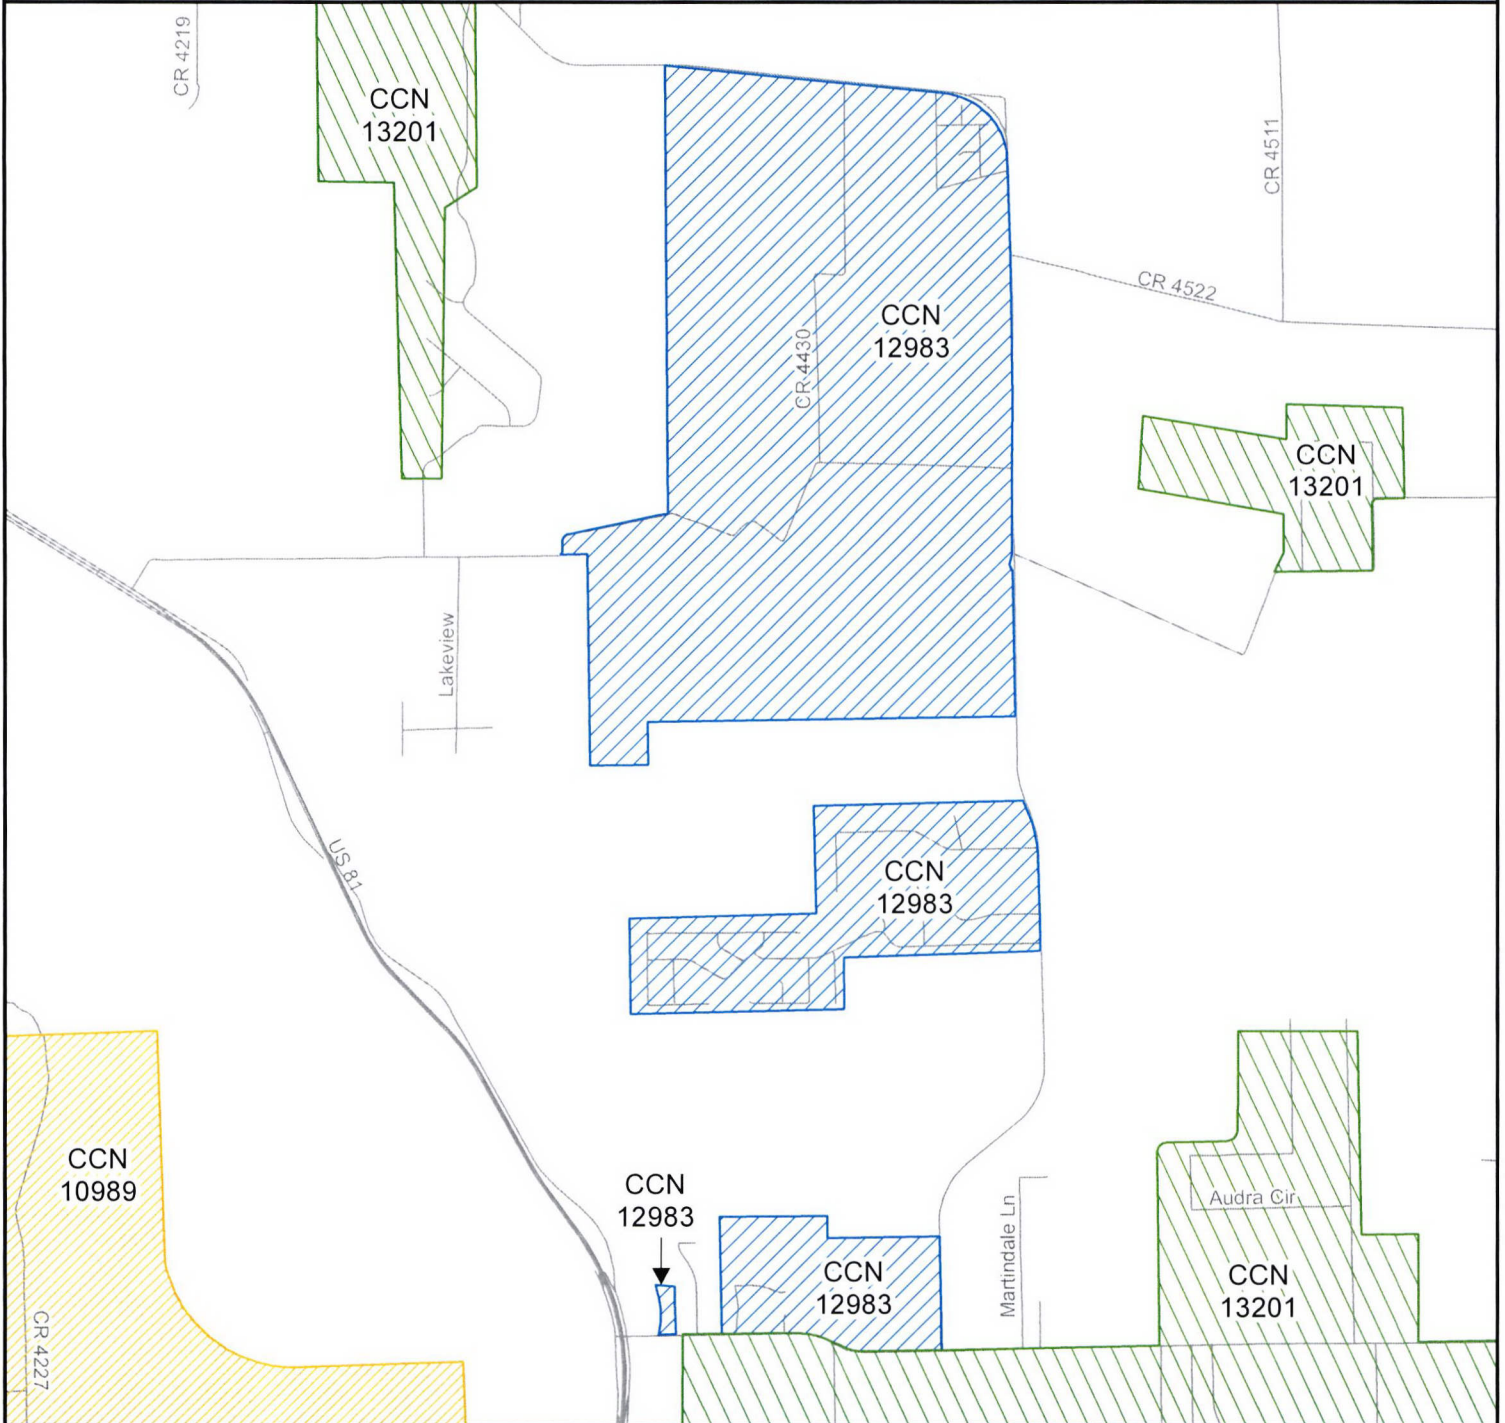 CR 4219
CCN
13201
CR 4511
CR 4522
CCN
12983
CR 4430
CCN
13201
Lakeview
US 81
CCN
12983
CCN
10989
CCN
12983
Audra Cir
Martindale Ln
CCN
12983
CCN
13201
CR 4227